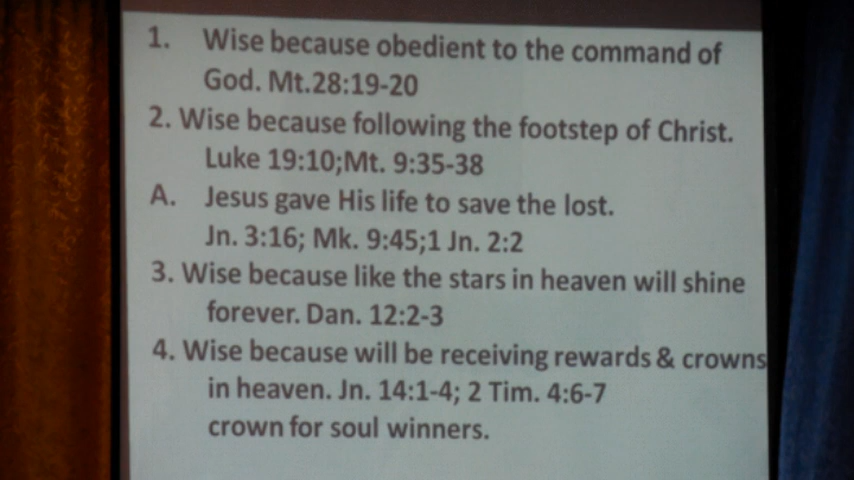 1. Wise because obedient to the command of
God. Mt.28:19-20
2. Wise because following the footstep of Christ.
Luke 19:10;Mt. 9:35-38
A. Jesus gave His life to save the lost.
Jn. 3:16; Mk. 9:45;1 Jn. 2:2
3. Wise because like the stars in heaven will shine
forever. Dan. 12:2-3
4. Wise because will be receiving rewards & crowns
in heaven. Jn. 14:1-4; 2 Tim. 4:6-7
crown for soul winners.